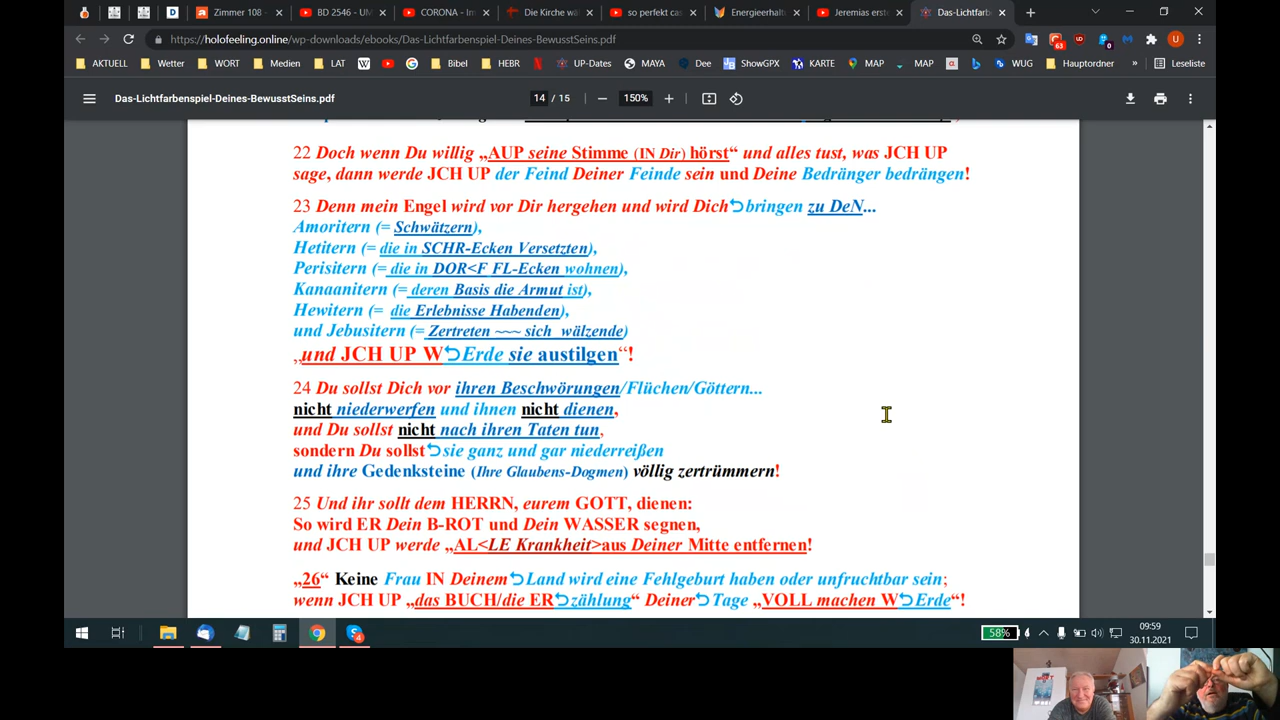 Zimmer 108 -
BD 2546 - UM
CORONA - Im
Die Kirche wä
so perfekt cas
Energieerhalt
Jeremias erste
Das-Lichtfarben
https://holofeeling.online/wp-downloads/ebooks/Das-Lichtfarbenspiel-Deines-BewusstSeins.pdf
AKTUELL Wetter WORT Medien LAT Bibel HEBR UP-Dates MAYA Dee ShowGPX KARTE MAP MAP WUG Hauptordner » Leseliste
Das-Lichtfarbenspiel-Deines-BewusstSeins.pdf 14 / 15 — 150% +
22 Doch wenn Du willig „AUP seine Stimme (IN Dir) hörst“ und alles tust, was JCH UP
sage, dann werde JCH UP der Feind Deiner Feinde sein und Deine Bedränger bedrängen!
23 Denn mein Engel wird vor Dir hergehen und wird Dich⮌bringen zu DeN...
Amoritern (= Schwätzern),
Hetitern (= die in SCHR-Ecken Versetzten),
Perisitern (= die in DOR<F FL-Ecken wohnen),
Kanaanitern (= deren Basis die Armut ist),
Hewitern (= die Erlebnisse Habenden),
und Jebusitern (= Zertreten ~~~ sich wälzende)
„und JCH UP W⮌Erde sie austilgen“!
24 Du sollst Dich vor ihren Beschwörungen/Flüchen/Göttern...
nicht niederwerfen und ihnen nicht dienen,
und Du sollst nicht nach ihren Taten tun,
sondern Du sollst⮌sie ganz und gar niederreißen
und ihre Gedenksteine (Ihre Glaubens-Dogmen) völlig zertrümmern!
25 Und ihr sollt dem HERRN, eurem GOTT, dienen:
So wird ER Dein B-ROT und Dein WASSER segnen,
und JCH UP werde „AL<LE Krankheit>aus Deiner Mitte entfernen!
„26“ Keine Frau IN Deinem⮌Land wird eine Fehlgeburt haben oder unfruchtbar sein;
wenn JCH UP „das BUCH/die ER⮌zählung“ Deiner⮌Tage „VOLL machen W⮌Erde“!
58% 09:59
30.11.2021